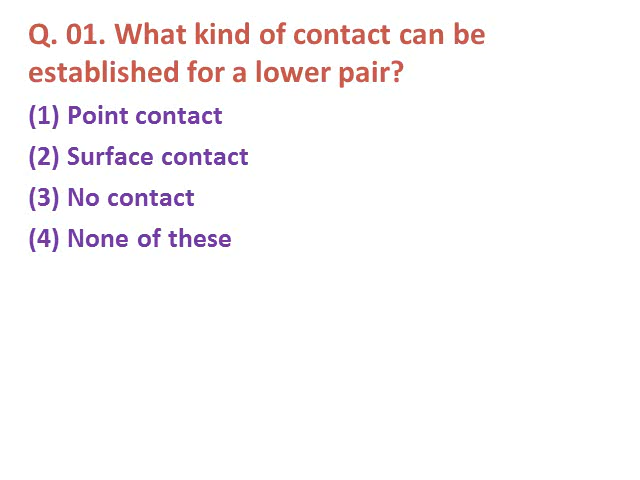 Q. 01. What kind of contact can be
established for a lower pair?
(1) Point contact
(2) Surface contact
(3) No contact
(4) None of these